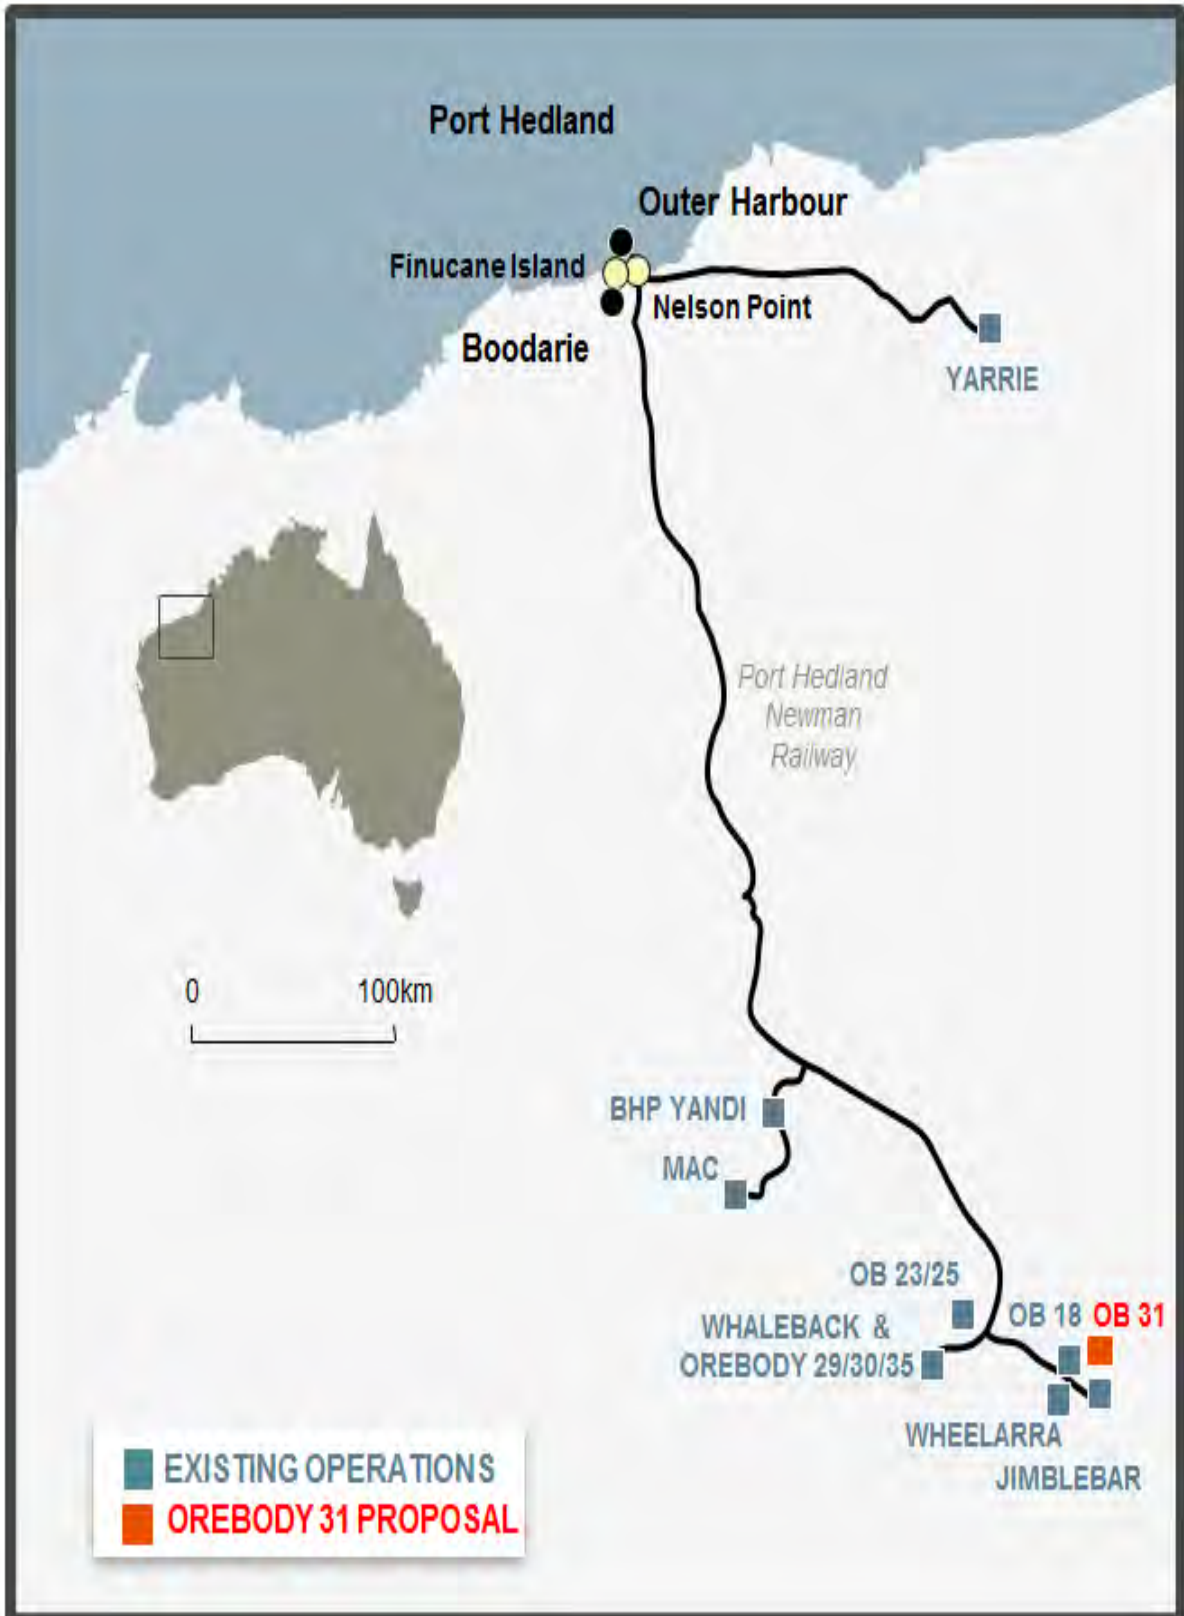 Port Hedland
Outer Harbour
Finucane Island
Nelson Point
Boodarie
YARRIE
Port Hedland
Newman
Railway
0 100km
BHP YANDI
MAC
OB 23/25
OB 18 OB 31
WHALEBACK &
OREBODY 29/30/35
WHEELARRA
JIMBLEBAR
EXISTING OPERATIONS
OREBODY 31 PROPOSAL